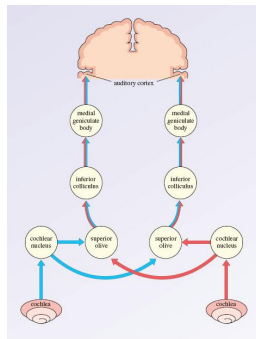 auditory cortex
medial
geniculate
body
medial
geniculate
body
inferior
colliculus
inferior
colliculus
cochlear
nucleus
superior
olive
superior
olive
cochlear
nucleus
cochlea
cochlea